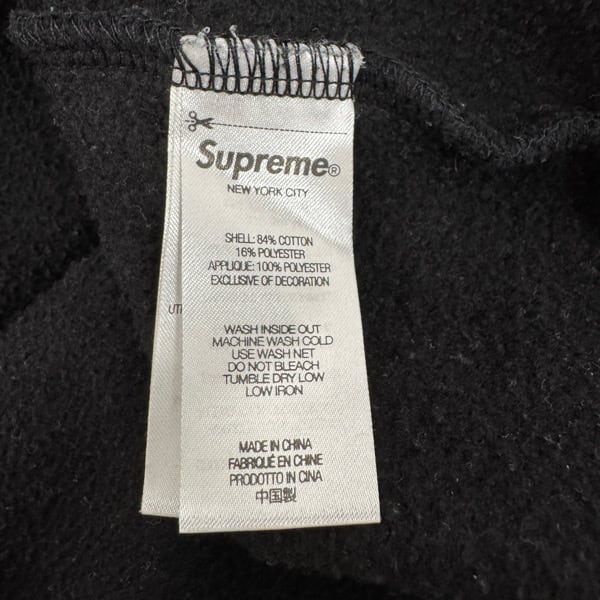 Supreme®
NEW YORK CITY
SHELL: 84% COTTON
16% POLYESTER
APPLIQUE: 100% POLYESTER
EXCLUSIVE OF DECORATION
UTI
WASH INSIDE OUT
MACHINE WASH COLD
USE WASH NET
DO NOT BLEACH
TUMBLE DRY LOW
LOW IRON
MADE IN CHINA
FABRIQUÉ EN CHINE
PRODOTTO IN CINA
中国製